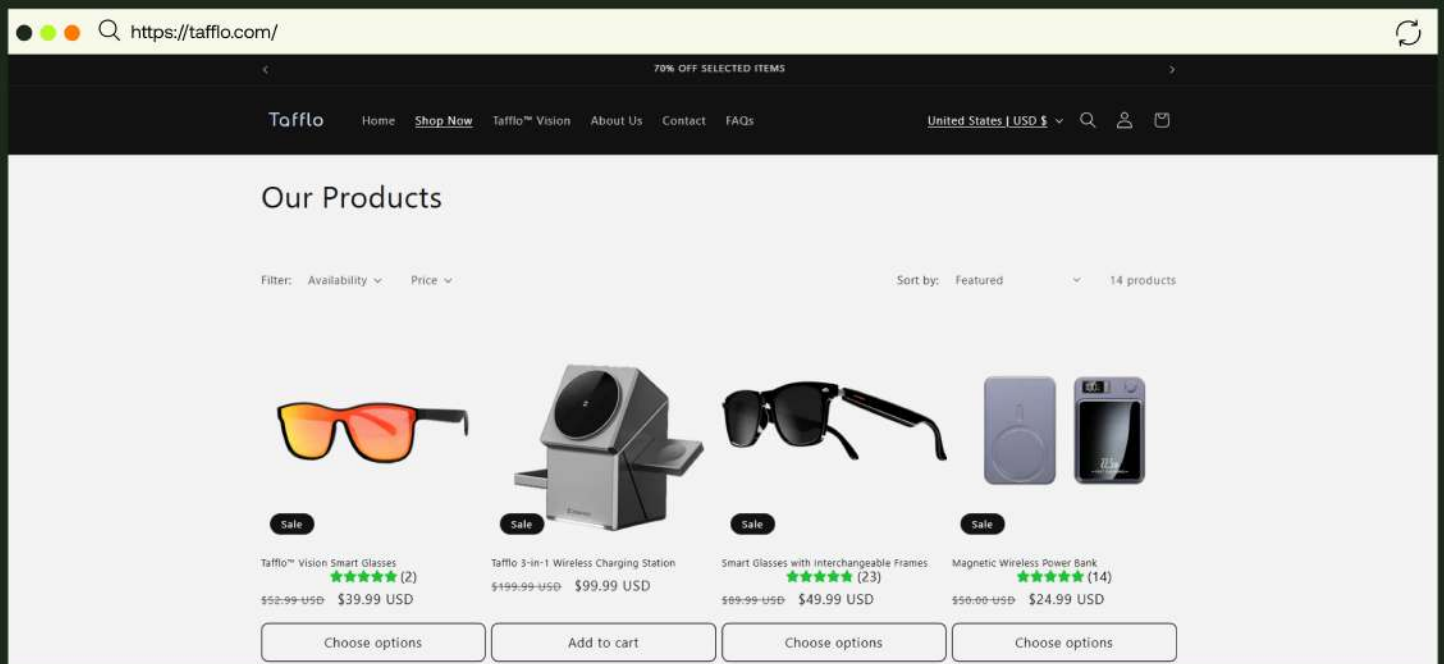 https://tafflo.com/
70% OFF SELECTED ITEMS
Tafflo Home Shop Now Tafflo™ Vision About Us Contact FAQs United States | USD $
Our Products
Filter: Availability Price Sort by: Featured 14 products
Sale Sale Sale Sale
Tafflo™ Vision Smart Glasses Tafflo 3-in-1 Wireless Charging Station Smart Glasses with Interchangeable Frames Magnetic Wireless Power Bank
(2) (23) (14)
$52.99 USD $39.99 USD $199.99 USD $99.99 USD $89.99 USD $49.99 USD $50.00 USD $24.99 USD
Choose options Add to cart Choose options Choose options